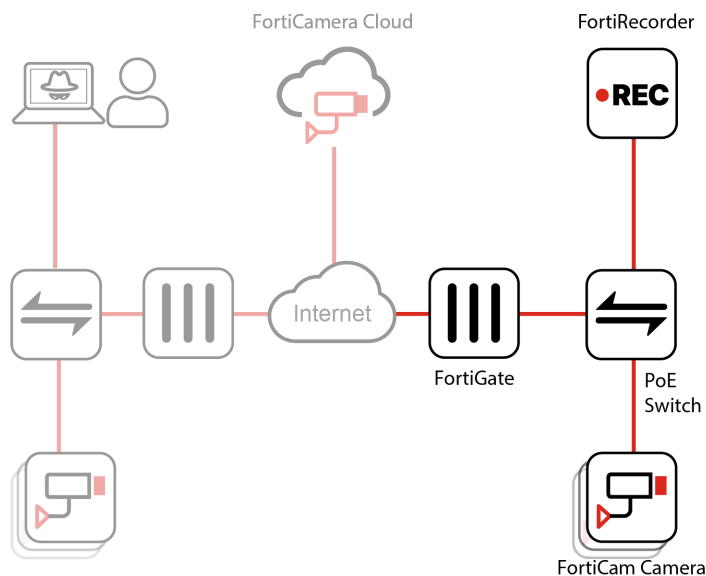 FortiCamera Cloud
FortiRecorder
REC
Internet
FortiGate
PoE
Switch
FortiCam Camera